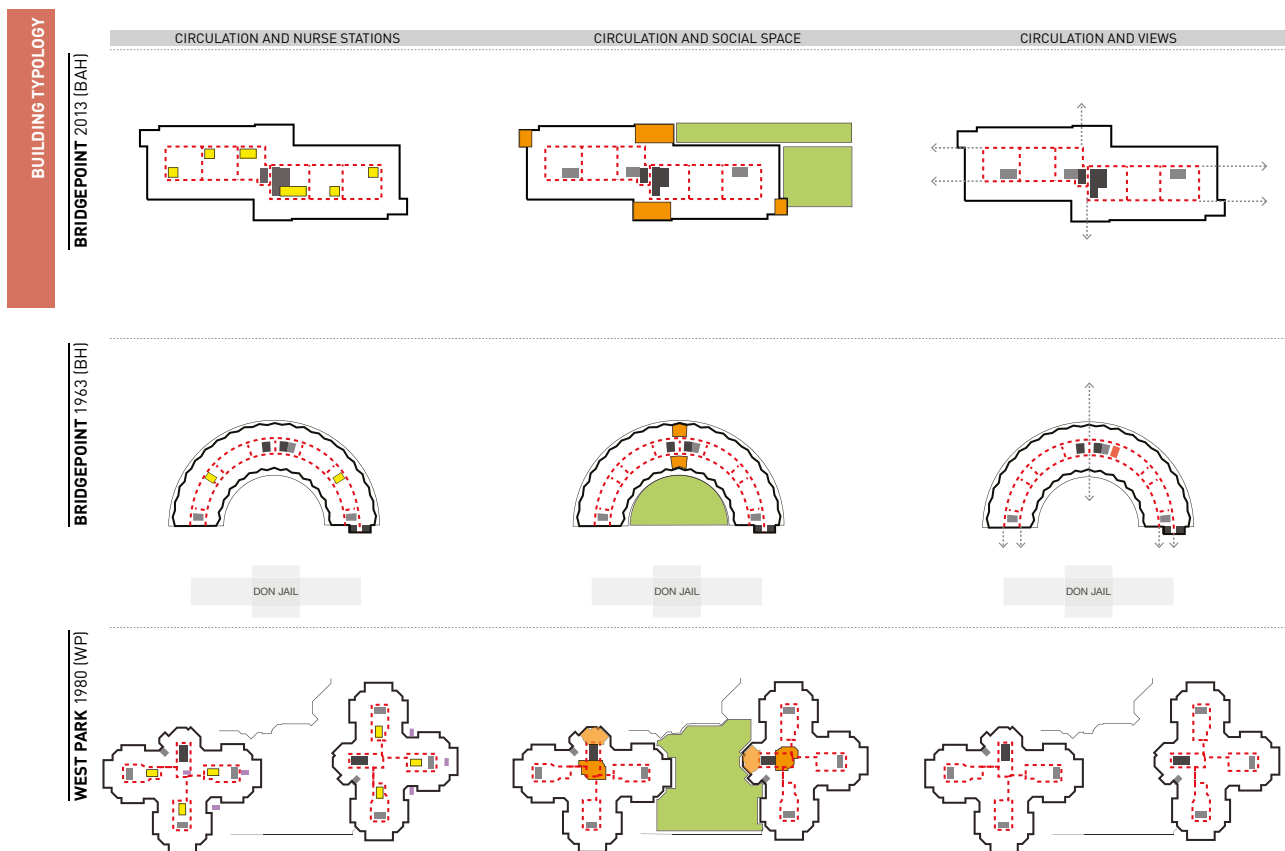 BUILDING TYPOLOGY
CIRCULATION AND NURSE STATIONS
CIRCULATION AND SOCIAL SPACE
CIRCULATION AND VIEWS
BRIDGEPOINT 2013 (BAH)
BRIDGEPOINT 1963 (BH)
DON JAIL
DON JAIL
DON JAIL
WEST PARK 1980 (WP)